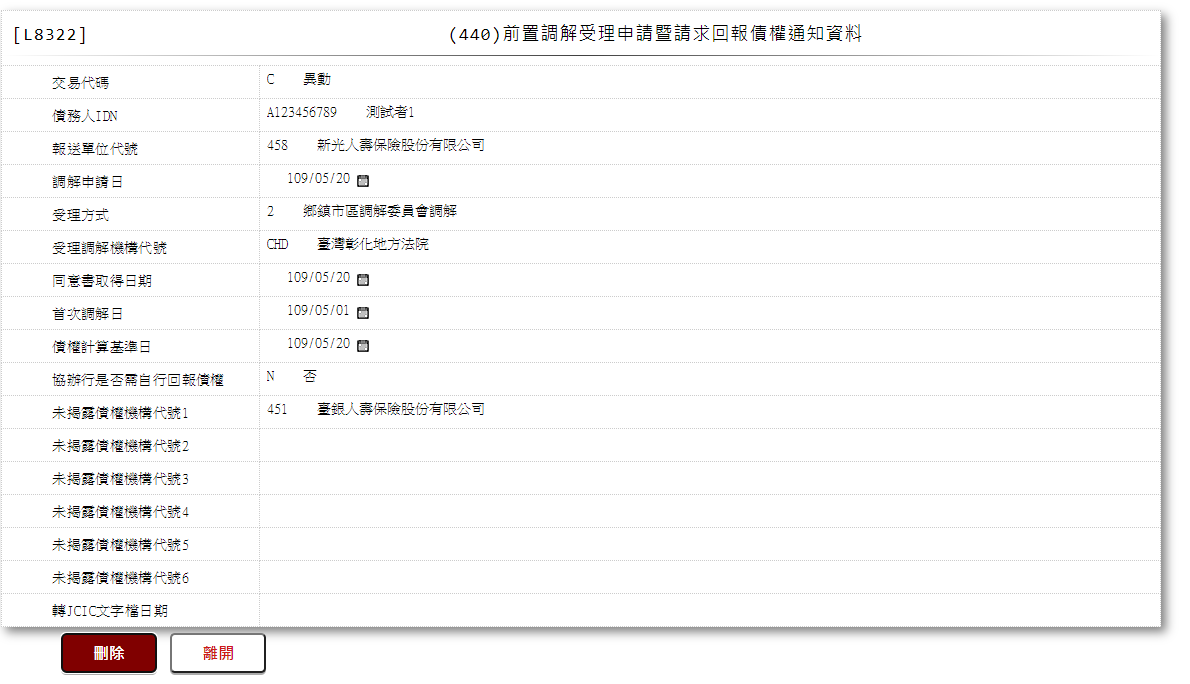 [L8322] (440)前置調解受理申請暨請求回報債權通知資料
交易代碼 C 異動
債務人IDN A123456789 測試者1
報送單位代號 458 新光人壽保險股份有限公司
調解申請日 109/05/20
受理方式 2 鄉鎮市區調解委員會調解
受理調解機構代號 CHD 臺灣彰化地方法院
同意書取得日期 109/05/20
首次調解日 109/05/01
債權計算基準日 109/05/20
協辦行是否需自行回報債權 N 否
未揭露債權機構代號1 451 臺銀人壽保險股份有限公司
未揭露債權機構代號2
未揭露債權機構代號3
未揭露債權機構代號4
未揭露債權機構代號5
未揭露債權機構代號6
轉JCIC文字檔日期
刪除 離開